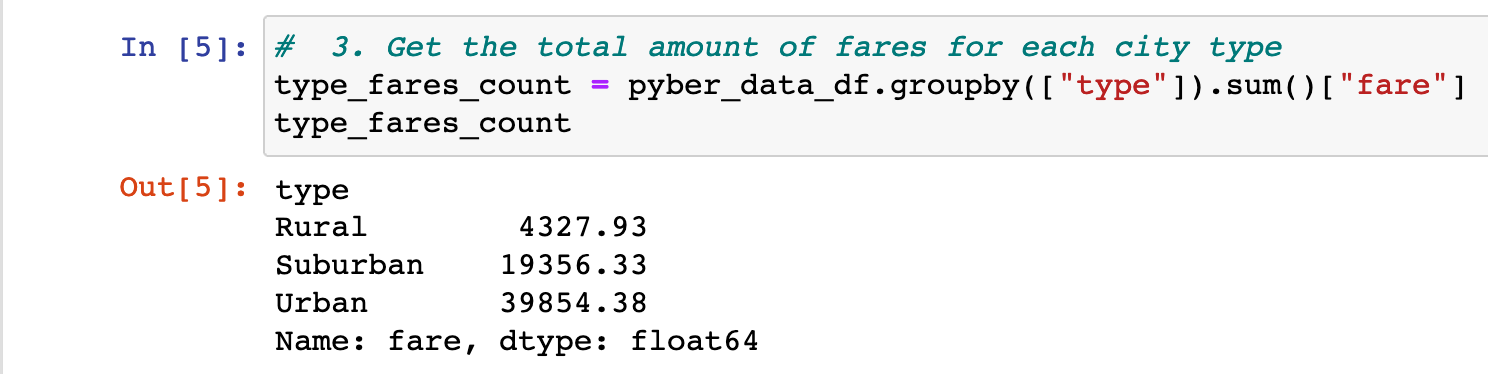 In [5]: #  3. Get the total amount of fares for each city type
type_fares_count = pyber_data_df.groupby(["type"]).sum()["fare"]
type_fares_count
Out[5]: type
Rural        4327.93
Suburban    19356.33
Urban       39854.38
Name: fare, dtype: float64